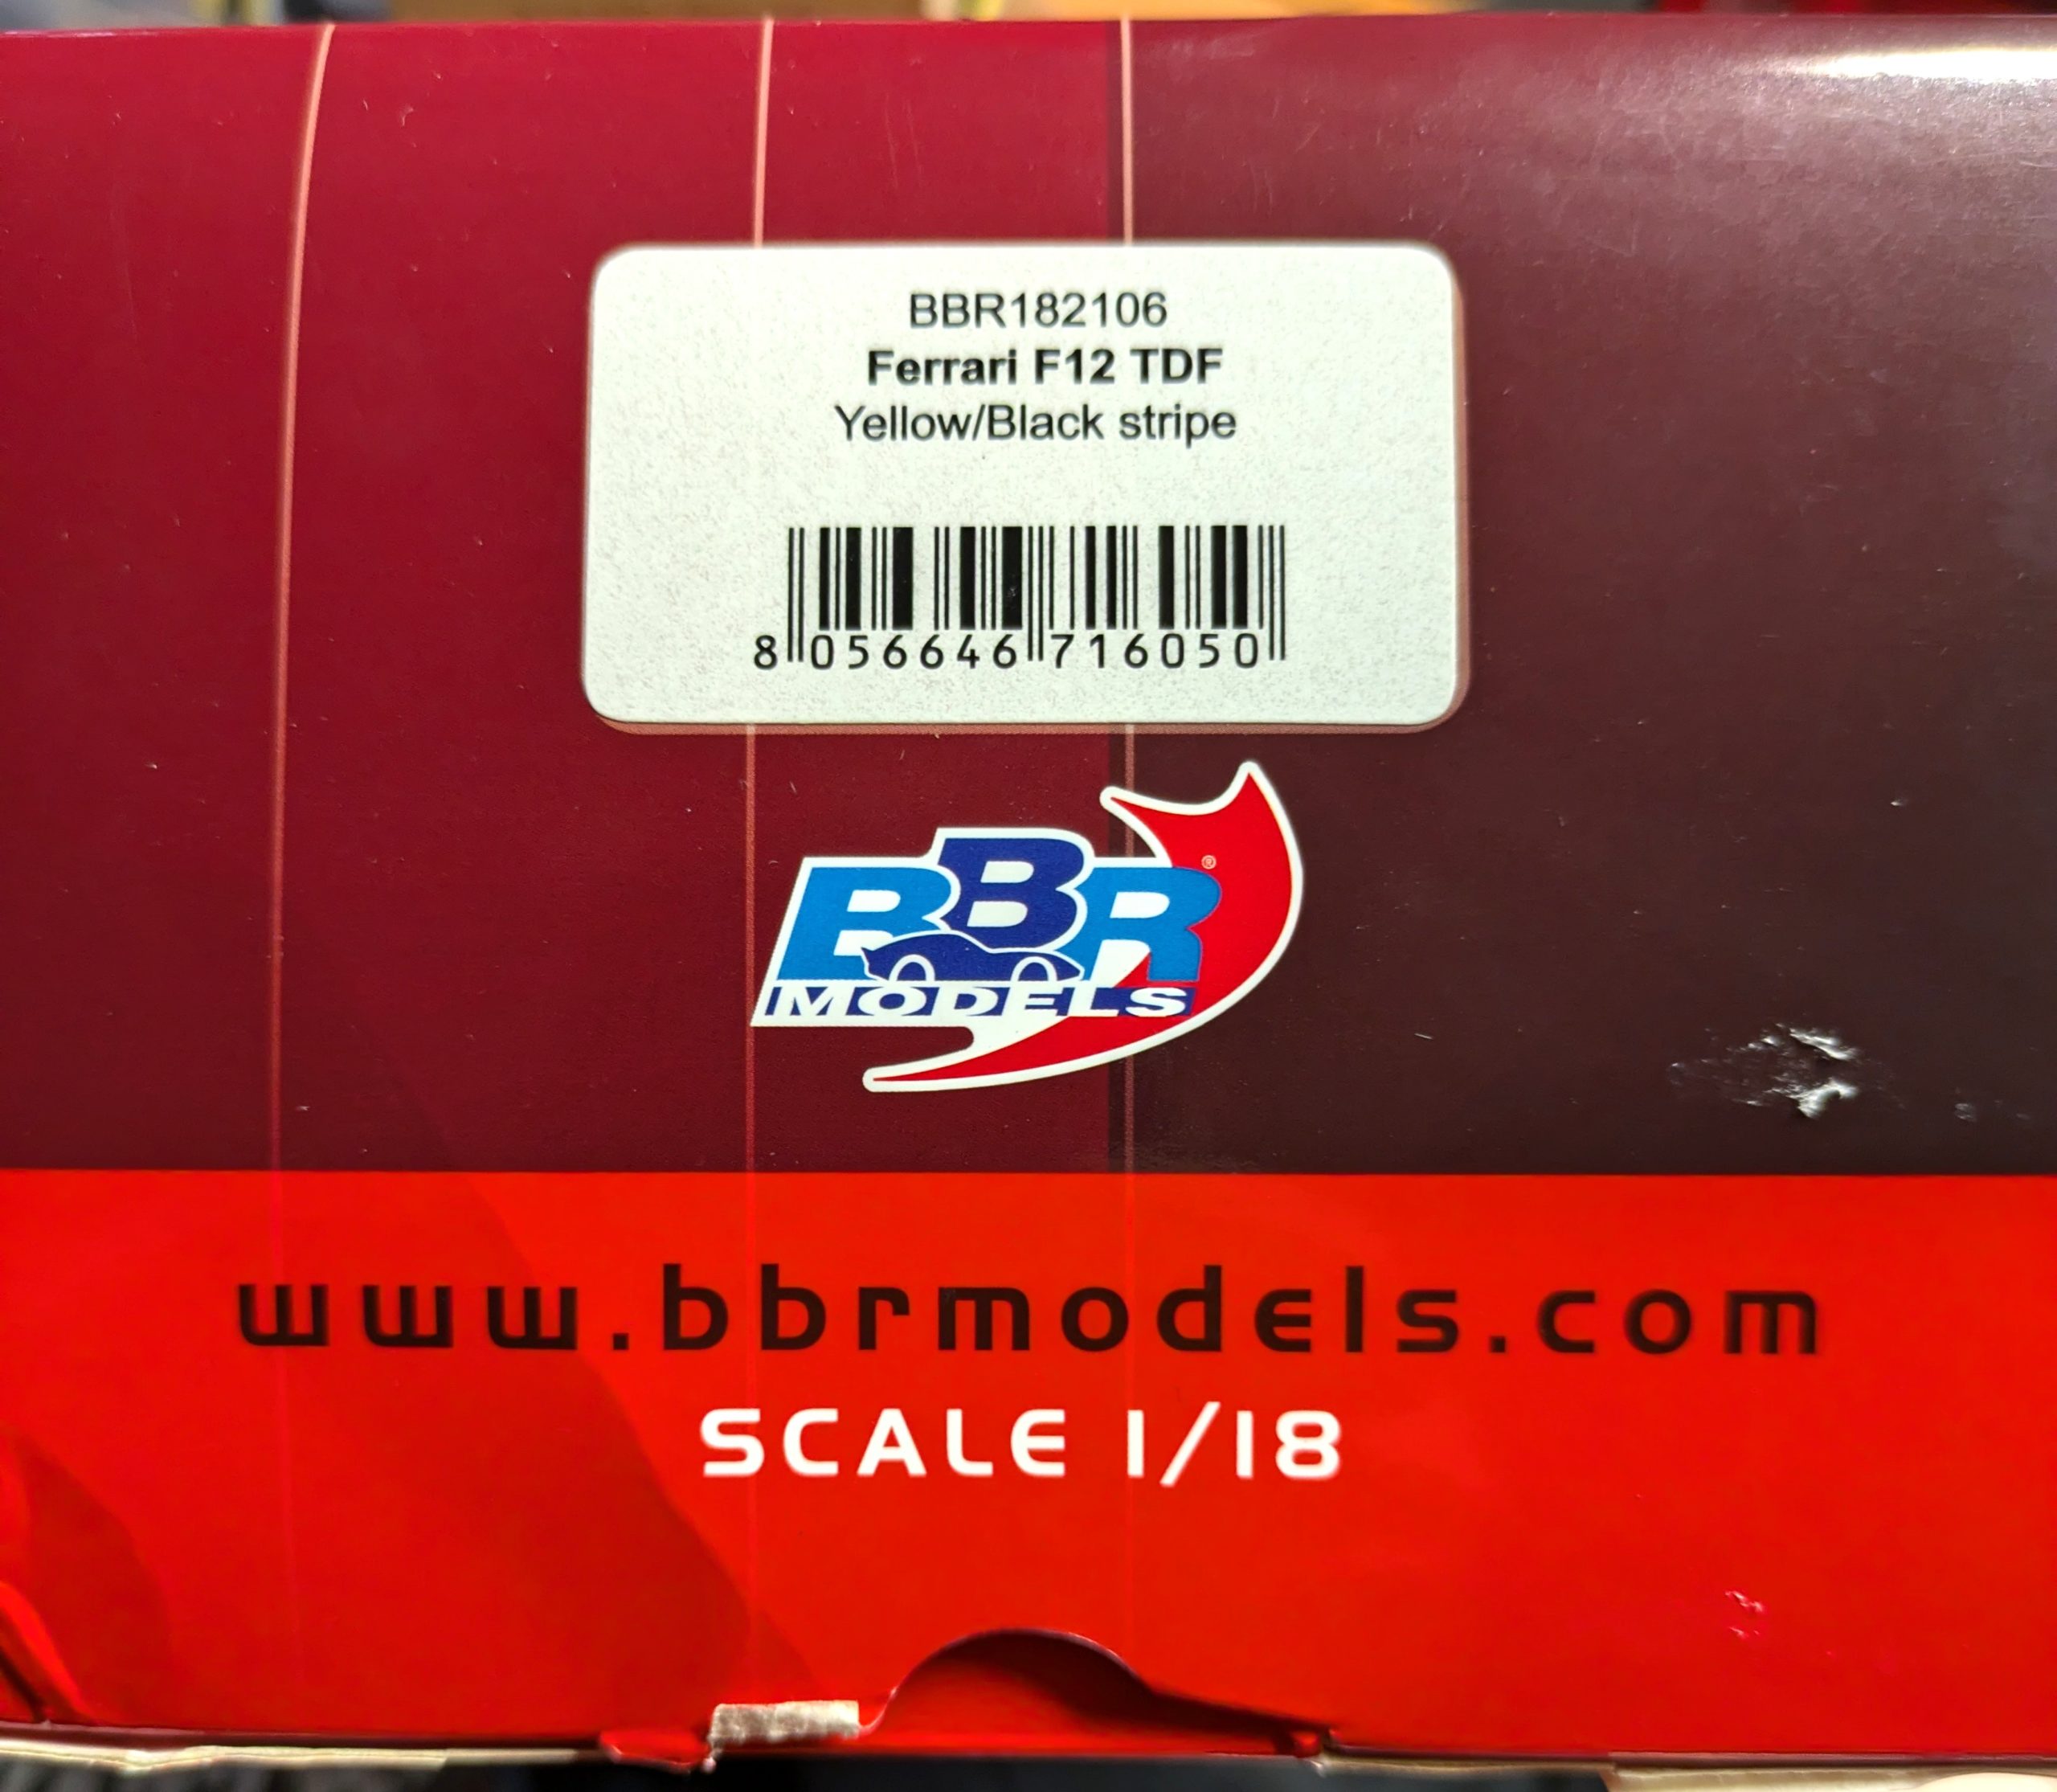 BBR182106
Ferrari F12 TDF
Yellow/Black stripe
8 056646 716050
BBR®
MODELS
www.bbrmodels.com
SCALE 1/18